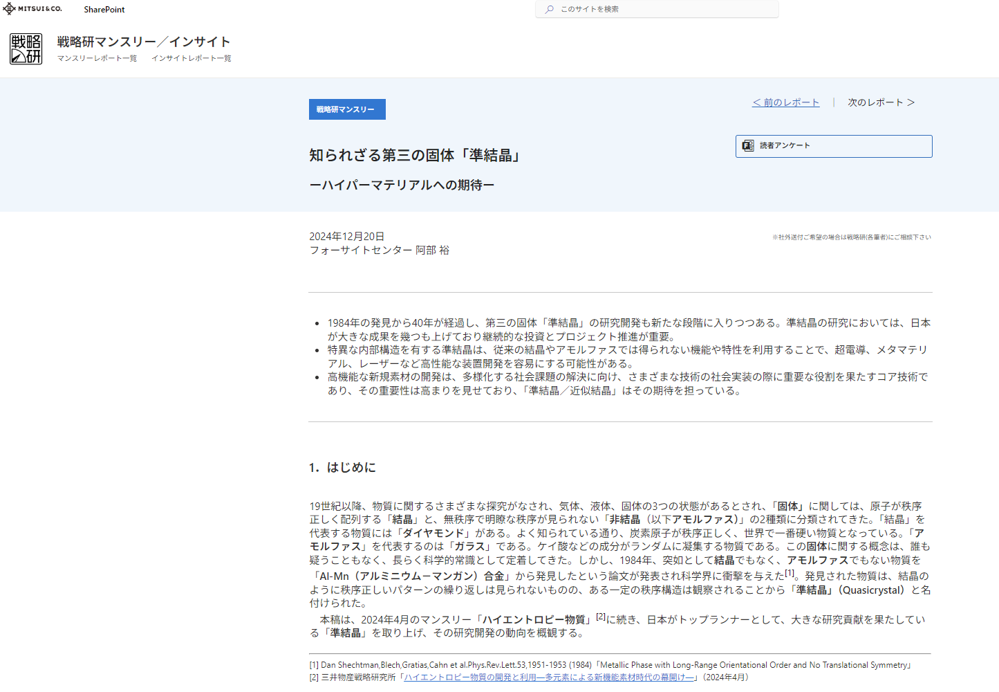 MITSUI&CO. SharePoint このサイトを検索
戦略研
戦略研マンスリー／インサイト
マンスリーレポート一覧 インサイトレポート一覧
戦略研マンスリー
＜ 前のレポート | 次のレポート ＞
読者アンケート
知られざる第三の固体「準結晶」
ーハイパーマテリアルへの期待ー
2024年12月20日
フォーサイトセンター 阿部 裕
※社外送付ご希望の場合は戦略研(各筆者)にご相談下さい
• 1984年の発見から40年が経過し、第三の固体「準結晶」の研究開発も新たな段階に入りつつある。準結晶の研究においては、日本
が大きな成果を幾つも上げており継続的な投資とプロジェクト推進が重要。
• 特異な内部構造を有する準結晶は、従来の結晶やアモルファスでは得られない機能や特性を利用することで、超電導、メタマテリ
アル、レーザーなど高性能な装置開発を容易にする可能性がある。
• 高機能な新規素材の開発は、多様化する社会課題の解決に向け、さまざまな技術の社会実装の際に重要な役割を果たすコア技術で
あり、その重要性は高まりを見せており、「準結晶／近似結晶」はその期待を担っている。
1．はじめに
19世紀以降、物質に関するさまざまな探究がなされ、気体、液体、固体の3つの状態があるとされ、「固体」に関しては、原子が秩序
正しく配列する「結晶」と、無秩序で明瞭な秩序が見られない「非結晶（以下アモルファス）」の2種類に分類されてきた。「結晶」を
代表する物質には「ダイヤモンド」がある。よく知られている通り、炭素原子が秩序正しく、世界で一番硬い物質となっている。「ア
モルファス」を代表するのは「ガラス」である。ケイ酸などの成分がランダムに凝集する物質である。この固体に関する概念は、誰も
疑うこともなく、長らく科学的常識として定着してきた。しかし、1984年、突如として結晶でもなく、アモルファスでもない物質を
「Al-Mn（アルミニウム－マンガン）合金」から発見したという論文が発表され科学界に衝撃を与えた[1]。発見された物質は、結晶の
ように秩序正しいパターンの繰り返しは見られないものの、ある一定の秩序構造は観察されることから「準結晶」（Quasicrystal）と名
付けられた。
　本稿は、2024年4月のマンスリー「ハイエントロピー物質」[2]に続き、日本がトップランナーとして、大きな研究貢献を果たしてい
る「準結晶」を取り上げ、その研究開発の動向を概観する。
[1] Dan Shechtman,Blech,Gratias,Cahn et al.Phys.Rev.Lett.53,1951-1953 (1984)「Metallic Phase with Long-Range Orientational Order and No Translational Symmetry」
[2] 三井物産戦略研究所「ハイエントロピー物質の開発と利用―多元素による新機能素材時代の幕開け―」（2024年4月）